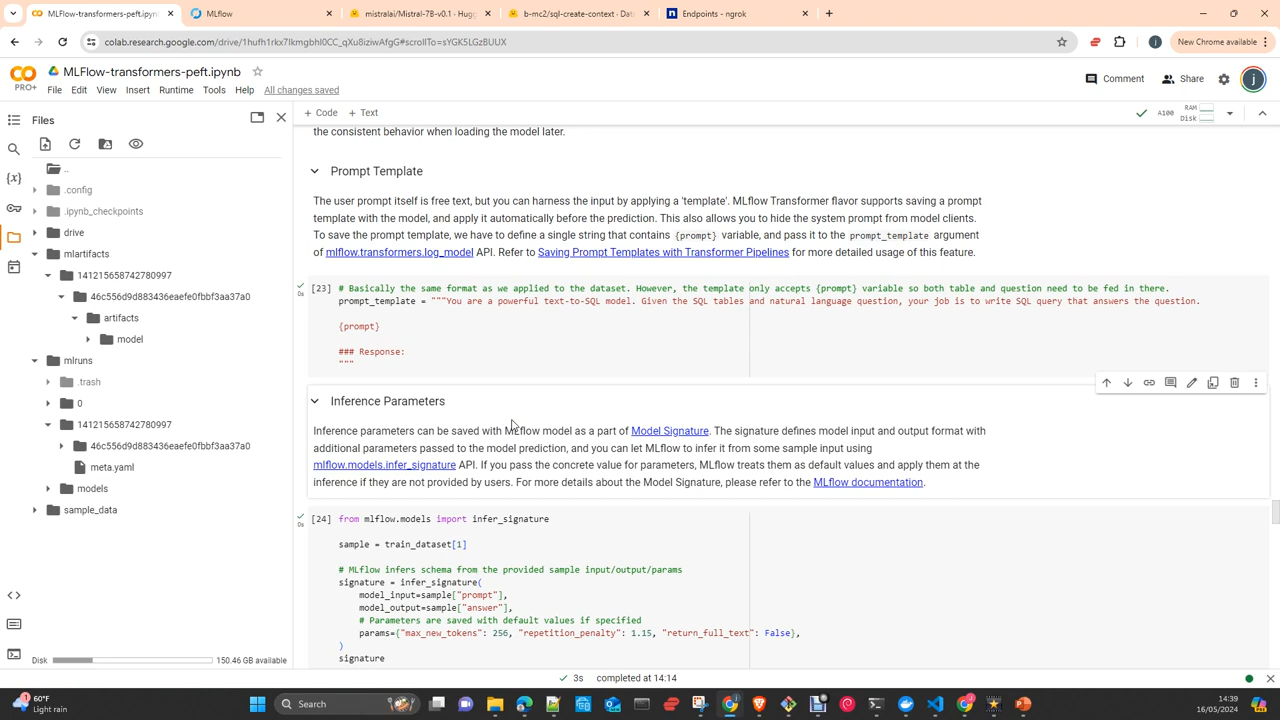 MLFlow-transformers-peft.ipynb
MLflow
mistralai/Mistral-7B-v0.1 - Hugg
b-mc2/sql-create-context - Data
Endpoints - ngrok
colab.research.google.com/drive/1hufh1rkx7lkmgbhl0CC_qXu8iziwAfgG#scrollTo=sYGK5LGzBUUX
New Chrome available
MLFlow-transformers-peft.ipynb
PRO+
File Edit View Insert Runtime Tools Help All changes saved
Comment
Share
j
Files
+ Code + Text
A100
RAM
Disk
..
.config
.ipynb_checkpoints
drive
mlartifacts
141215658742780997
46c556d9d883436eaefe0fbbf3aa37a0
artifacts
model
mlruns
.trash
0
141215658742780997
46c556d9d883436eaefe0fbbf3aa37a0
meta.yaml
models
sample_data
Disk
150.46 GB available
the consistent behavior when loading the model later.
Prompt Template
The user prompt itself is free text, but you can harness the input by applying a 'template'. MLflow Transformer flavor supports saving a prompt
template with the model, and apply it automatically before the prediction. This also allows you to hide the system prompt from model clients.
To save the prompt template, we have to define a single string that contains {prompt} variable, and pass it to the prompt_template argument
of mlflow.transformers.log_model API. Refer to Saving Prompt Templates with Transformer Pipelines for more detailed usage of this feature.
[23] # Basically the same format as we applied to the dataset. However, the template only accepts {prompt} variable so both table and question need to be fed in there.
prompt_template = """You are a powerful text-to-SQL model. Given the SQL tables and natural language question, your job is to write SQL query that answers the question.
{prompt}
### Response:
"""
0s
Inference Parameters
Inference parameters can be saved with MLflow model as a part of Model Signature. The signature defines model input and output format with
additional parameters passed to the model prediction, and you can let MLflow to infer it from some sample input using
mlflow.models.infer_signature API. If you pass the concrete value for parameters, MLflow treats them as default values and apply them at the
inference if they are not provided by users. For more details about the Model Signature, please refer to the MLflow documentation.
[24] from mlflow.models import infer_signature
0s
sample = train_dataset[1]
# MLflow infers schema from the provided sample input/output/params
signature = infer_signature(
model_input=sample["prompt"],
model_output=sample["answer"],
# Parameters are saved with default values if specified
params={"max_new_tokens": 256, "repetition_penalty": 1.15, "return_full_text": False},
)
signature
3s completed at 14:14
60°F
Light rain
Search
14:39
16/05/2024